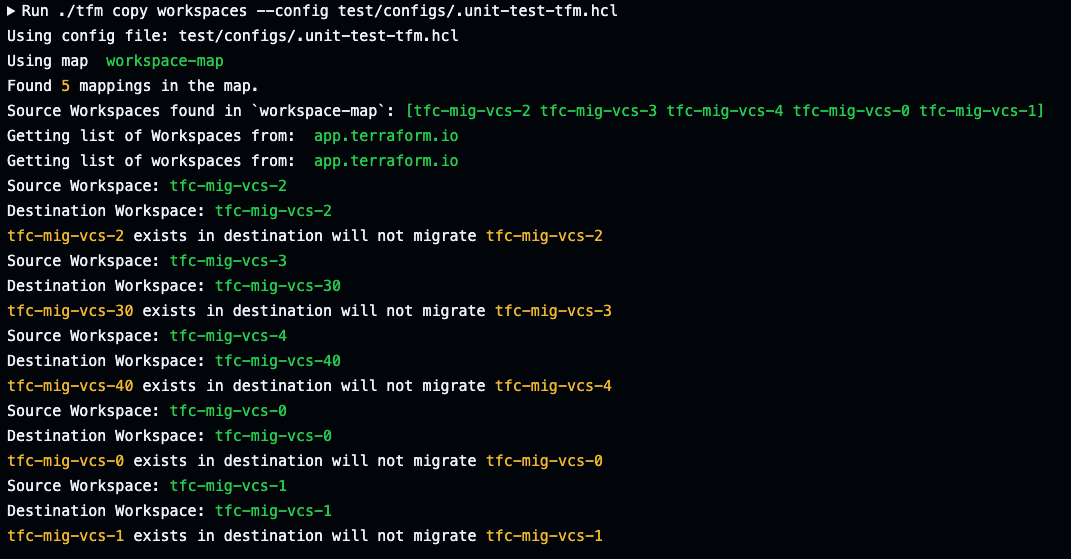 ▶ Run ./tfm copy workspaces --config test/configs/.unit-test-tfm.hcl
Using config file: test/configs/.unit-test-tfm.hcl
Using map  workspace-map
Found 5 mappings in the map.
Source Workspaces found in `workspace-map`: [tfc-mig-vcs-2 tfc-mig-vcs-3 tfc-mig-vcs-4 tfc-mig-vcs-0 tfc-mig-vcs-1]
Getting list of Workspaces from:  app.terraform.io
Getting list of workspaces from:  app.terraform.io
Source Workspace: tfc-mig-vcs-2
Destination Workspace: tfc-mig-vcs-2
tfc-mig-vcs-2 exists in destination will not migrate tfc-mig-vcs-2
Source Workspace: tfc-mig-vcs-3
Destination Workspace: tfc-mig-vcs-30
tfc-mig-vcs-30 exists in destination will not migrate tfc-mig-vcs-3
Source Workspace: tfc-mig-vcs-4
Destination Workspace: tfc-mig-vcs-40
tfc-mig-vcs-40 exists in destination will not migrate tfc-mig-vcs-4
Source Workspace: tfc-mig-vcs-0
Destination Workspace: tfc-mig-vcs-0
tfc-mig-vcs-0 exists in destination will not migrate tfc-mig-vcs-0
Source Workspace: tfc-mig-vcs-1
Destination Workspace: tfc-mig-vcs-1
tfc-mig-vcs-1 exists in destination will not migrate tfc-mig-vcs-1